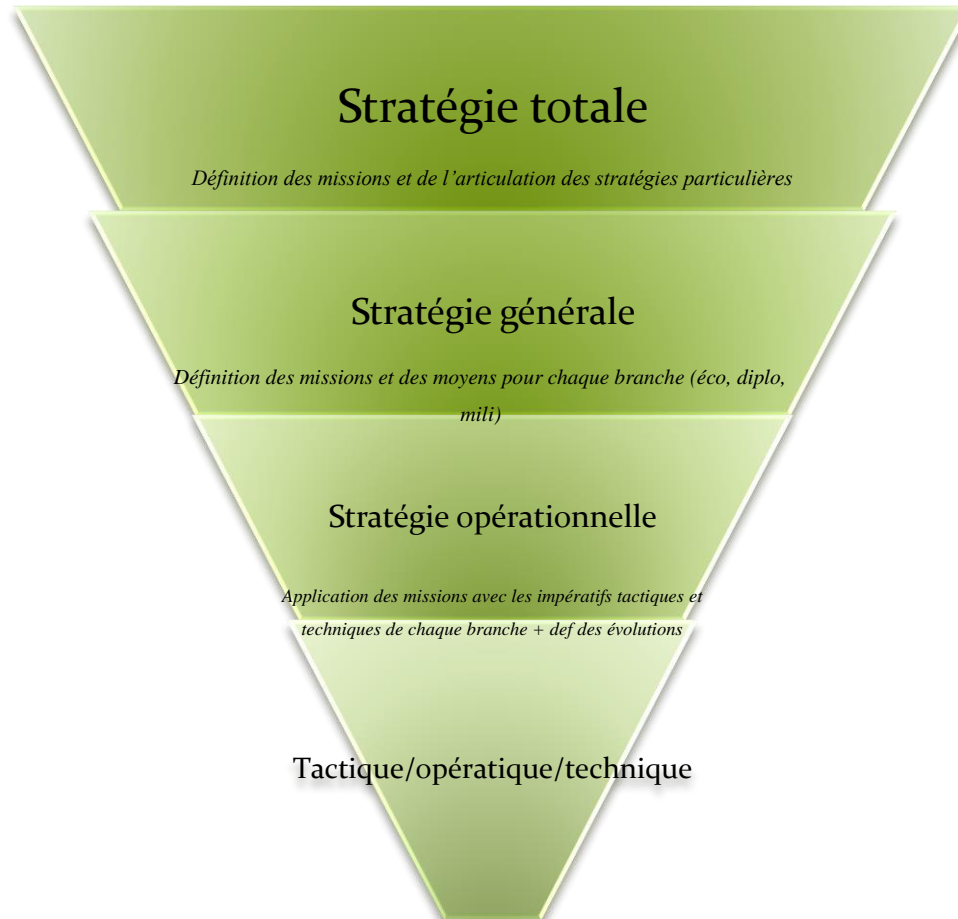 Stratégie totale
Définition des missions et de l’articulation des stratégies particulières
Stratégie générale
Définition des missions et des moyens pour chaque branche (éco, diplo,
mili)
Stratégie opérationnelle
Application des missions avec les impératifs tactiques et
techniques de chaque branche + def des évolutions
Tactique/opératique/technique